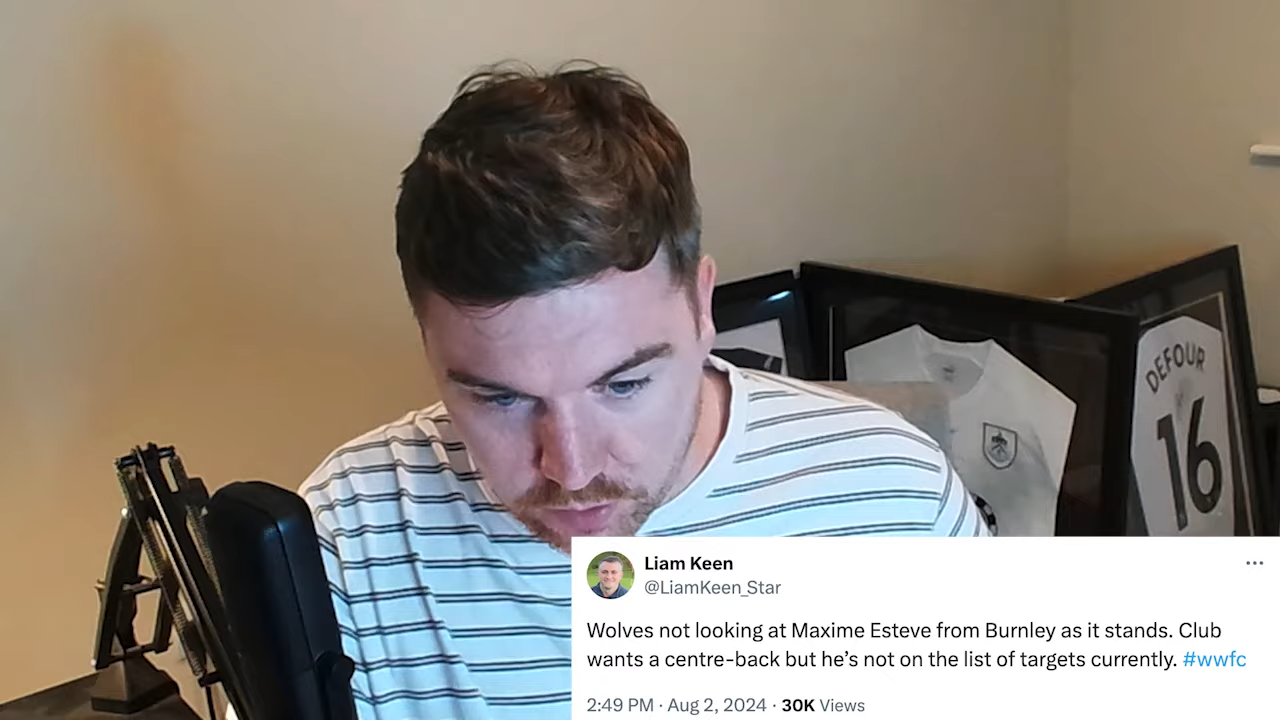 DEFOUR
16
Liam Keen
@LiamKeen_Star
Wolves not looking at Maxime Esteve from Burnley as it stands. Club
wants a centre-back but he’s not on the list of targets currently. #wwfc
2:49 PM · Aug 2, 2024 · 30K Views